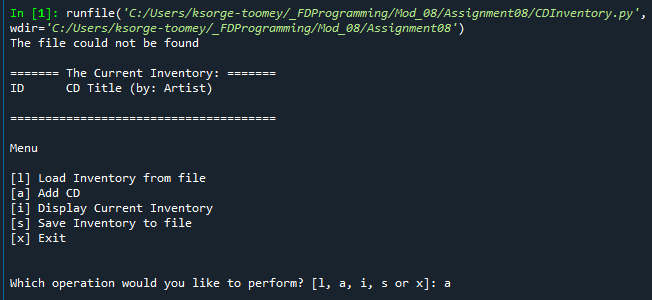 In [1]: runfile('C:/Users/ksorge-toomey/_FDProgramming/Mod_08/Assignment08/CDInventory.py',
wdir='C:/Users/ksorge-toomey/_FDProgramming/Mod_08/Assignment08')
The file could not be found
======= The Current Inventory: =======
ID      CD Title (by: Artist)
======================================
Menu
[l] Load Inventory from file
[a] Add CD
[i] Display Current Inventory
[s] Save Inventory to file
[x] Exit
Which operation would you like to perform? [l, a, i, s or x]: a